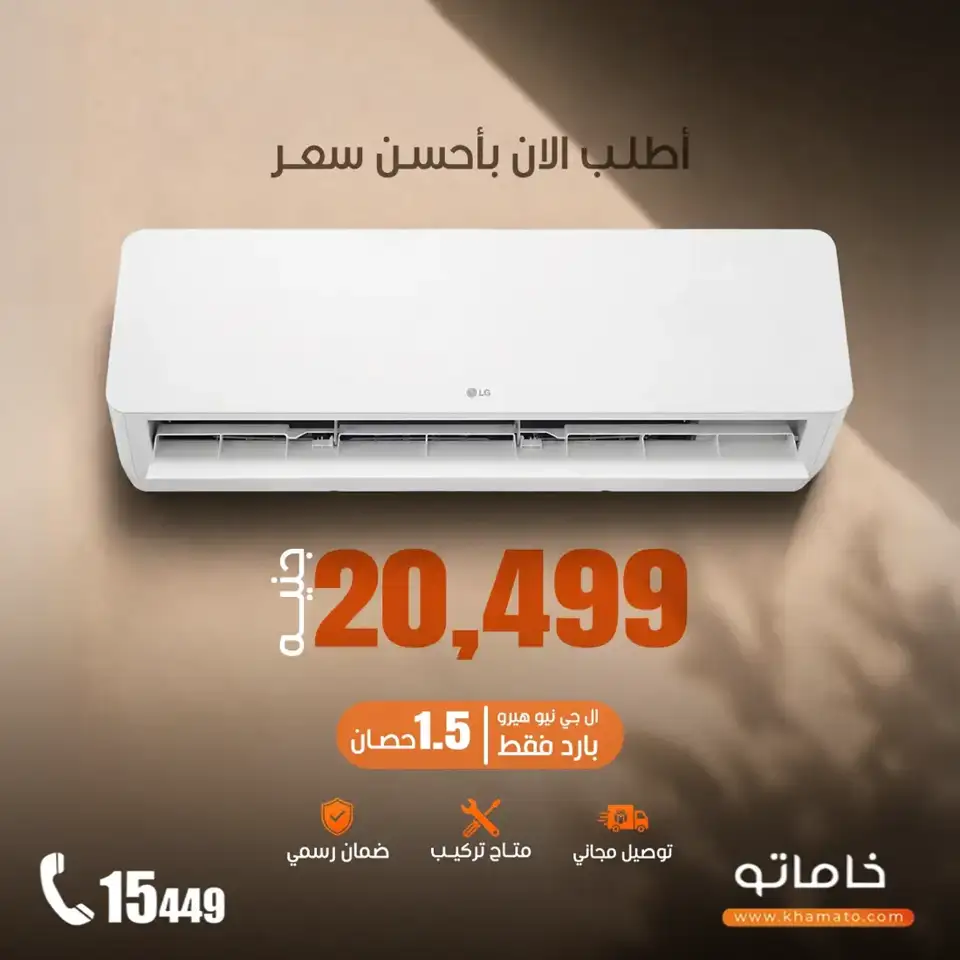 أطلب الان بأحسن سعر
LG
20,499 جنيه
ال جي نيو هيرو
بارد فقط
1.5 حصان
توصيل مجاني
متاح تركيب
ضمان رسمي
15449
خاماتو
www.khamato.com